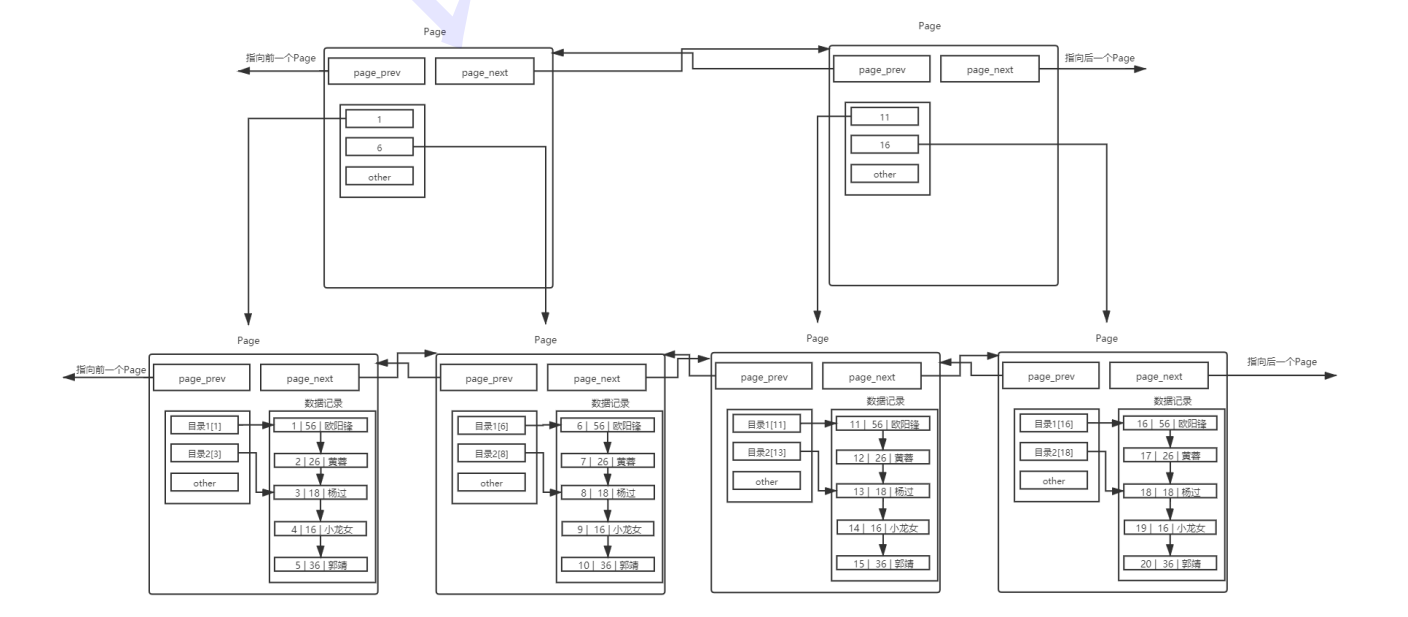 Page
Page
指向前一个Page
page_prev
page_next
page_prev
page_next
指向后一个Page
1
6
other
11
16
other
Page
Page
Page
Page
指向前一个Page
page_prev
page_next
page_prev
page_next
page_prev
page_next
page_prev
page_next
指向后一个Page
数据记录
目录1[1]
目录2[3]
other
1 | 56 | 欧阳锋
2 | 26 | 黄蓉
3 | 18 | 杨过
4 | 16 | 小龙女
5 | 36 | 郭靖
数据记录
目录1[6]
目录2[8]
other
6 | 56 | 欧阳锋
7 | 26 | 黄蓉
8 | 18 | 杨过
9 | 16 | 小龙女
10 | 36 | 郭靖
数据记录
目录1[11]
目录2[13]
other
11 | 56 | 欧阳锋
12 | 26 | 黄蓉
13 | 18 | 杨过
14 | 16 | 小龙女
15 | 36 | 郭靖
数据记录
目录1[16]
目录2[18]
other
16 | 56 | 欧阳锋
17 | 26 | 黄蓉
18 | 18 | 杨过
19 | 16 | 小龙女
20 | 36 | 郭靖